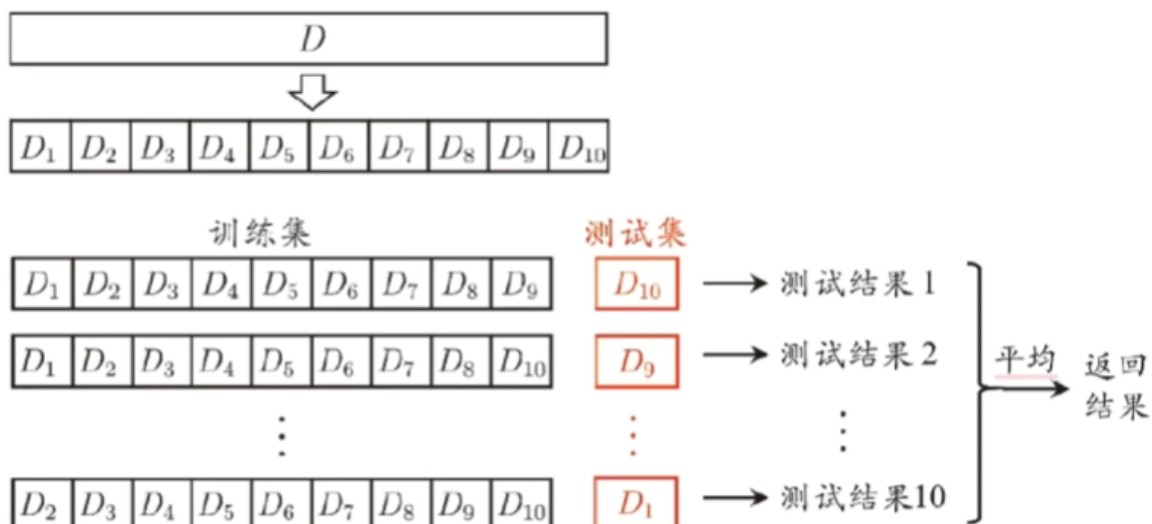 D
D₁ D₂ D₃ D₄ D₅ D₆ D₇ D₈ D₉ D₁₀
训练集 测试集
D₁ D₂ D₃ D₄ D₅ D₆ D₇ D₈ D₉ D₁₀ 测试结果1
D₁ D₂ D₃ D₄ D₅ D₆ D₇ D₈ D₁₀ D₉ 测试结果2
平均 返回
结果
⋮ ⋮ ⋮
D₂ D₃ D₄ D₅ D₆ D₇ D₈ D₉ D₁₀ D₁ 测试结果10